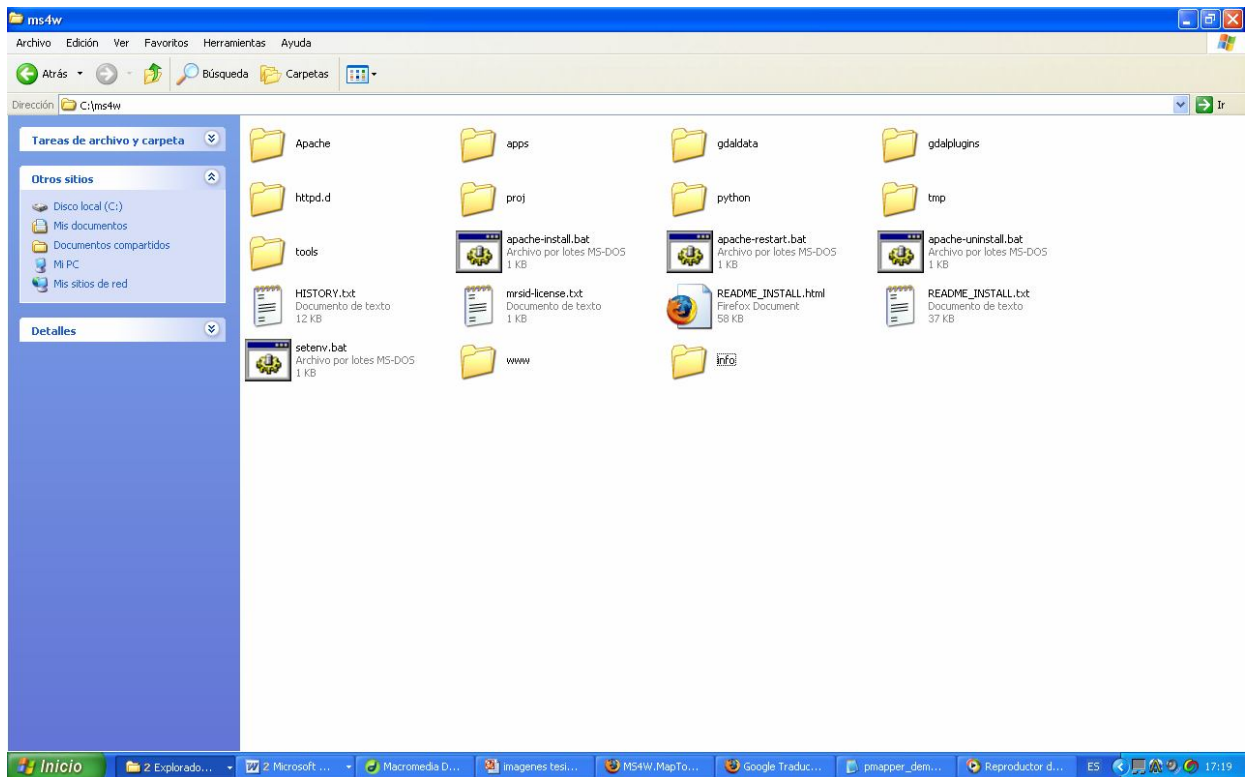 ms4w
Archivo Edición Ver Favoritos Herramientas Ayuda
Atrás Búsqueda Carpetas
Dirección C:\ms4w Ir
Tareas de archivo y carpeta
Otros sitios
Disco local (C:)
Mis documentos
Documentos compartidos
Mi PC
Mis sitios de red
Detalles
Apache
apps
gdaldata
gdalplugins
httpd.d
proj
python
tmp
tools
apache-install.bat
Archivo por lotes MS-DOS
1 KB
apache-restart.bat
Archivo por lotes MS-DOS
1 KB
apache-uninstall.bat
Archivo por lotes MS-DOS
1 KB
HISTORY.txt
Documento de texto
12 KB
mrsid-license.txt
Documento de texto
1 KB
README_INSTALL.html
Firefox Document
58 KB
README_INSTALL.txt
Documento de texto
37 KB
setenv.bat
Archivo por lotes MS-DOS
1 KB
www
info
Inicio 2 Explorado... 2 Microsoft ... Macromedia D... imagenes tesi... MS4W.MapTo... Google Traduc... pmapper_dem... Reproductor d... ES 17:19